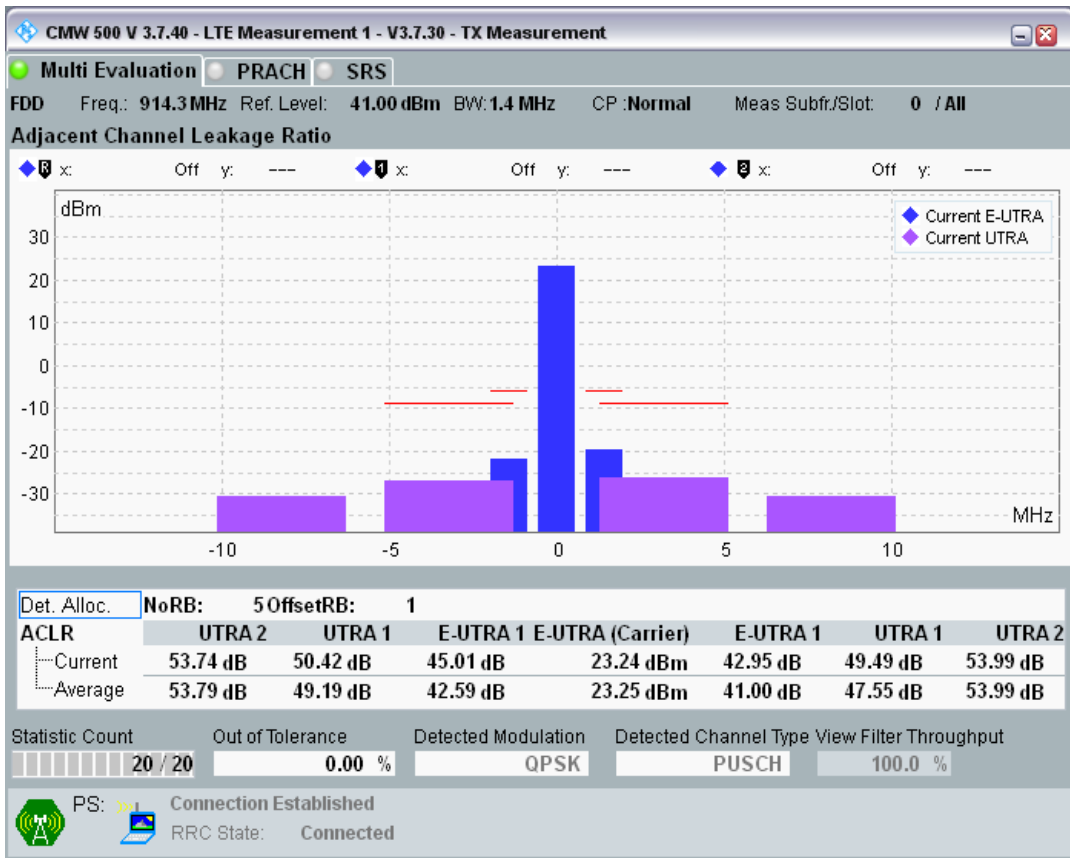 CMW 500 V 3.7.40 - LTE Measurement 1 - V3.7.30 - TX Measurement
Multi Evaluation PRACH SRS
FDD Freq.: 914.3 MHz Ref. Level: 41.00 dBm BW: 1.4 MHz CP :Normal Meas Subfr./Slot: 0 / All
Adjacent Channel Leakage Ratio
R x: Off y: --- 1 x: Off y: --- 2 x: Off y: ---
dBm
Current E-UTRA
Current UTRA
30
20
10
0
-10
-20
-30
MHz
-10 -5 0 5 10
Det. Alloc. NoRB: 5 OffsetRB: 1
ACLR UTRA 2 UTRA 1 E-UTRA 1 E-UTRA (Carrier) E-UTRA 1 UTRA 1 UTRA 2
Current 53.74 dB 50.42 dB 45.01 dB 23.24 dBm 42.95 dB 49.49 dB 53.99 dB
Average 53.79 dB 49.19 dB 42.59 dB 23.25 dBm 41.00 dB 47.55 dB 53.99 dB
Statistic Count Out of Tolerance Detected Modulation Detected Channel Type View Filter Throughput
20 / 20 0.00 % QPSK PUSCH 100.0 %
PS: Connection Established
RRC State: Connected